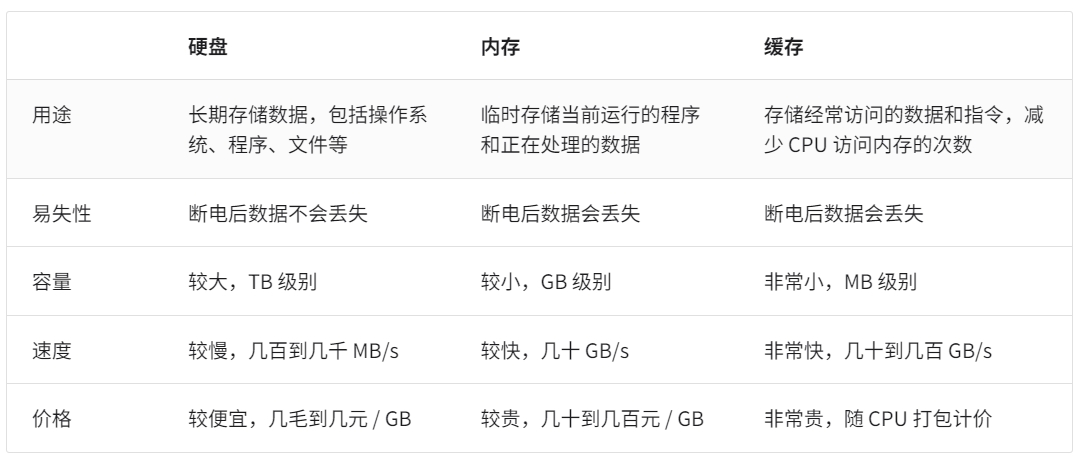 硬盘 内存 缓存
用途 长期存储数据，包括操作系 临时存储当前运行的程序 存储经常访问的数据和指令，减
统、程序、文件等 和正在处理的数据 少 CPU 访问内存的次数
易失性 断电后数据不会丢失 断电后数据会丢失 断电后数据会丢失
容量 较大，TB 级别 较小，GB 级别 非常小，MB 级别
速度 较慢，几百到几千 MB/s 较快，几十 GB/s 非常快，几十到几百 GB/s
价格 较便宜，几毛到几元 / GB 较贵，几十到几百元 / GB 非常贵，随 CPU 打包计价